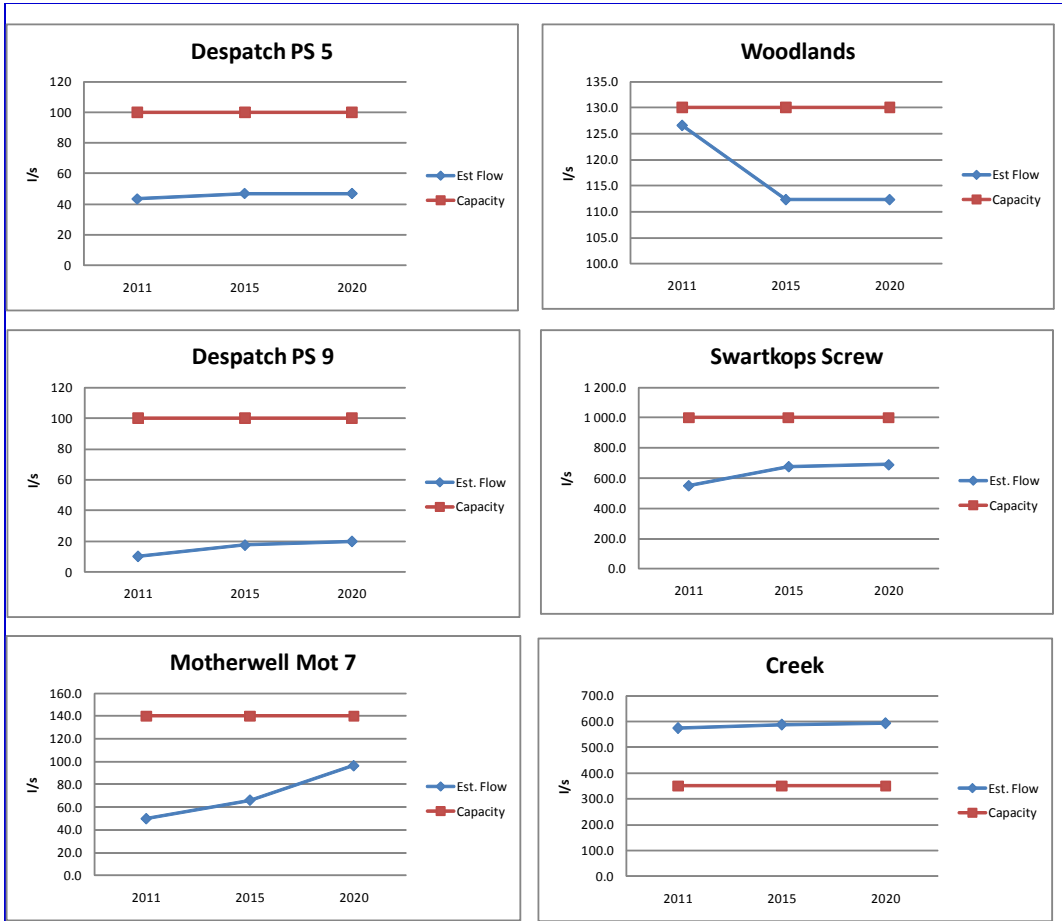 Despatch PS 5
120
100
80
60
40
20
0
l/s
2011 2015 2020
Est Flow
Capacity
Woodlands
135.0
130.0
125.0
120.0
115.0
110.0
105.0
100.0
l/s
2011 2015 2020
Est Flow
Capacity
Despatch PS 9
120
100
80
60
40
20
0
l/s
2011 2015 2020
Est. Flow
Capacity
Swartkops Screw
1 200.0
1 000.0
800.0
600.0
400.0
200.0
0.0
l/s
2011 2015 2020
Est. Flow
Capacity
Motherwell Mot 7
160.0
140.0
120.0
100.0
80.0
60.0
40.0
20.0
0.0
l/s
2011 2015 2020
Est. Flow
Capacity
Creek
700.0
600.0
500.0
400.0
300.0
200.0
100.0
0.0
l/s
2011 2015 2020
Est. Flow
Capacity